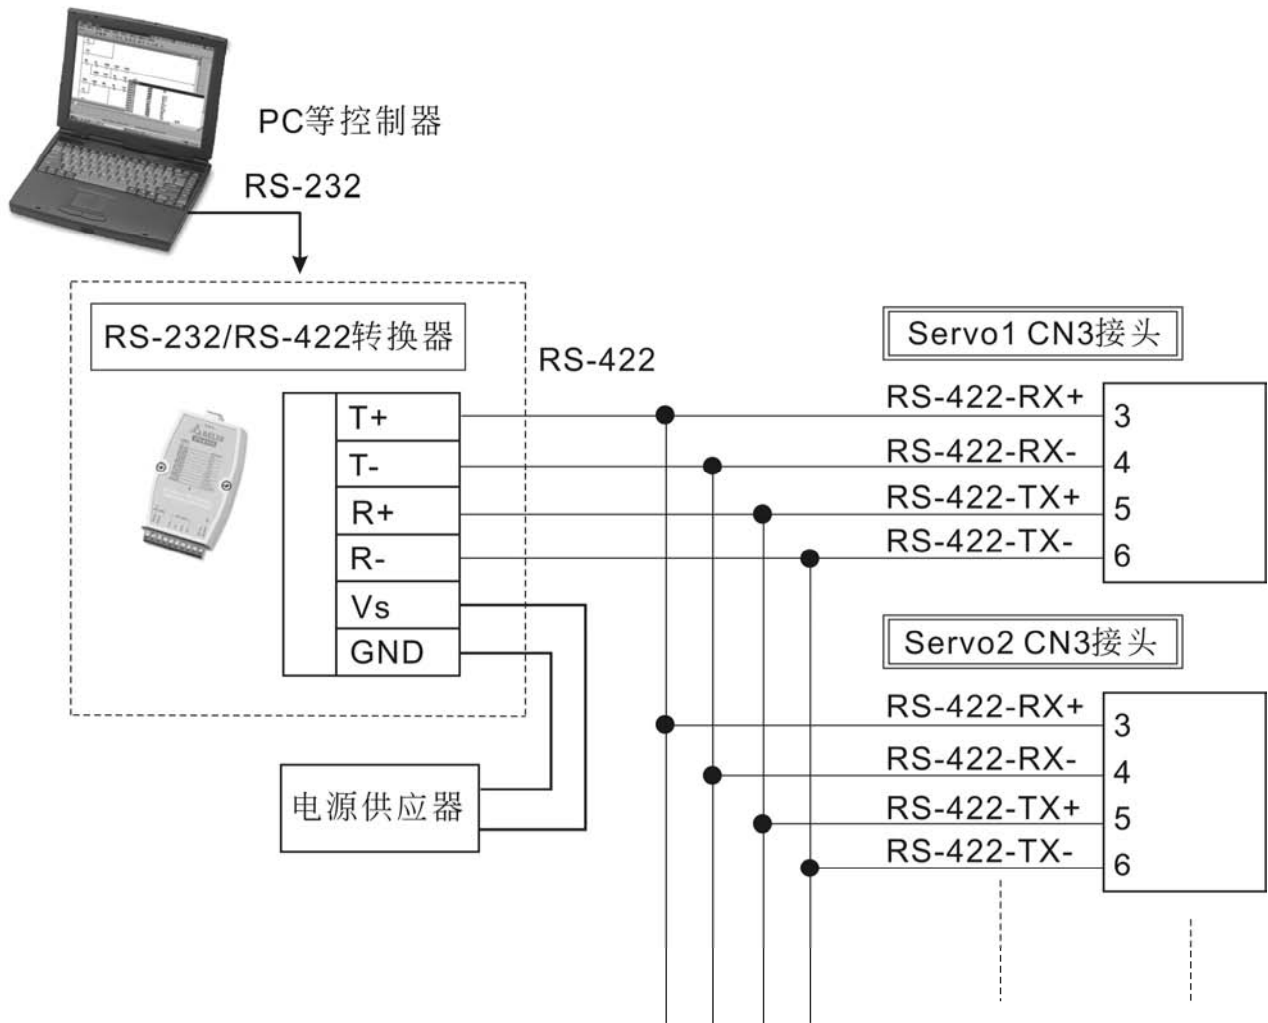 PC等控制器
RS-232
RS-232/RS-422转换器
RS-422
T+
T-
R+
R-
Vs
GND
电源供应器
Servo1 CN3接头
RS-422-RX+ 3
RS-422-RX- 4
RS-422-TX+ 5
RS-422-TX- 6
Servo2 CN3接头
RS-422-RX+ 3
RS-422-RX- 4
RS-422-TX+ 5
RS-422-TX- 6